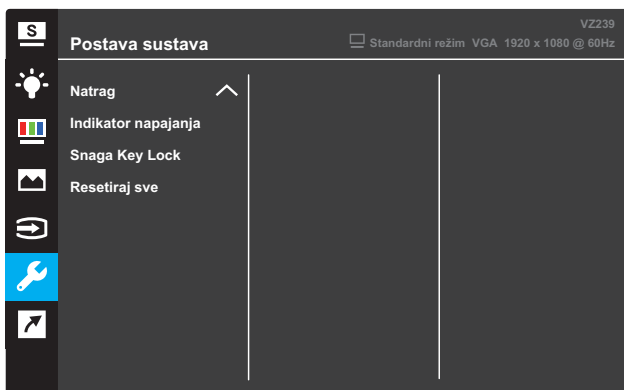 S
VZ239
Postava sustava
Standardni režim VGA 1920 x 1080 @ 60Hz
Natrag
Indikator napajanja
Snaga Key Lock
Resetiraj sve